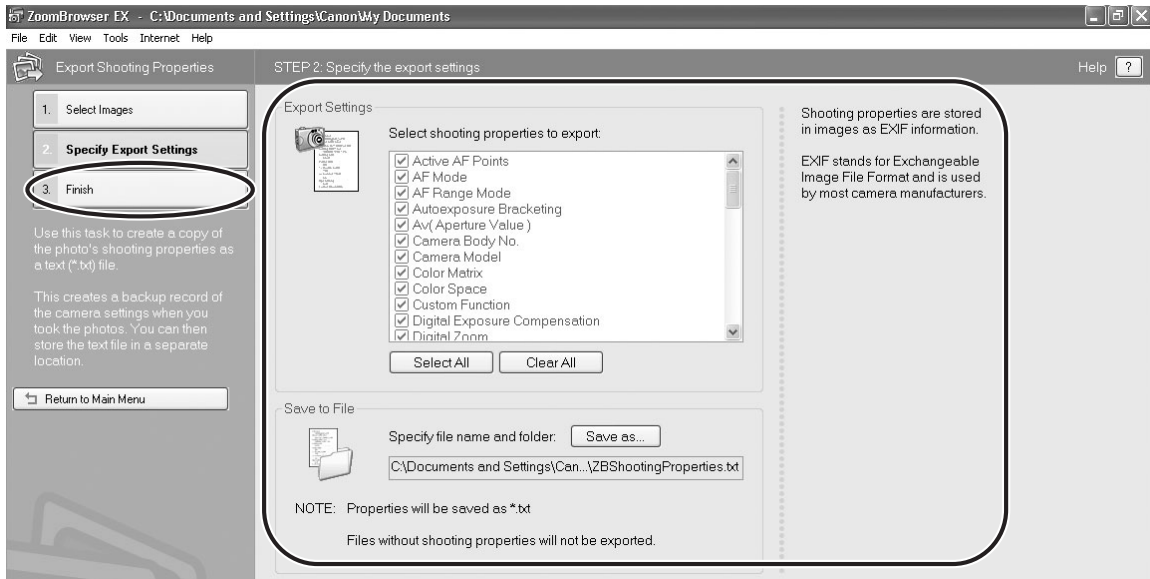 ZoomBrowser EX - C:\Documents and Settings\Canon\My Documents
File Edit View Tools Internet Help
Export Shooting Properties
STEP 2: Specify the export settings
Help ?
1. Select Images
2. Specify Export Settings
3. Finish
Use this task to create a copy of
the photo's shooting properties as
a text (*.txt) file.
This creates a backup record of
the camera settings when you
took the photos. You can then
store the text file in a separate
location.
Return to Main Menu
Export Settings
Select shooting properties to export:
Active AF Points
AF Mode
AF Range Mode
Autoexposure Bracketing
Av( Aperture Value )
Camera Body No.
Camera Model
Color Matrix
Color Space
Custom Function
Digital Exposure Compensation
Digital Zoom
Select All Clear All
Save to File
Specify file name and folder: Save as...
C:\Documents and Settings\Can...\ZBShootingProperties.txt
NOTE: Properties will be saved as *.txt
Files without shooting properties will not be exported.
Shooting properties are stored
in images as EXIF information.
EXIF stands for Exchangeable
Image File Format and is used
by most camera manufacturers.